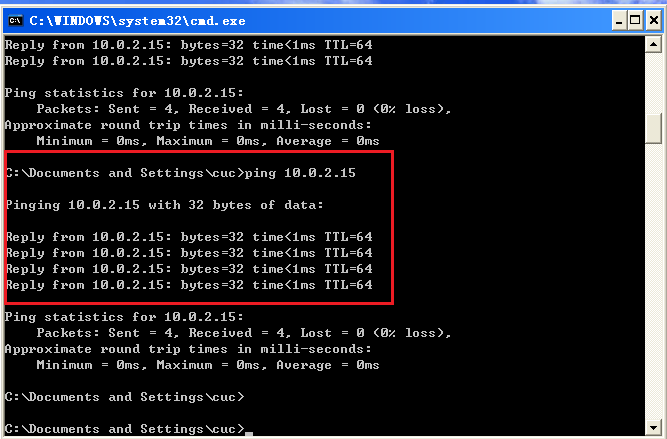 C:\WINDOWS\system32\cmd.exe
Reply from 10.0.2.15: bytes=32 time<1ms TTL=64
Reply from 10.0.2.15: bytes=32 time<1ms TTL=64
Ping statistics for 10.0.2.15:
    Packets: Sent = 4, Received = 4, Lost = 0 (0% loss),
Approximate round trip times in milli-seconds:
    Minimum = 0ms, Maximum = 0ms, Average = 0ms
C:\Documents and Settings\cuc>ping 10.0.2.15
Pinging 10.0.2.15 with 32 bytes of data:
Reply from 10.0.2.15: bytes=32 time<1ms TTL=64
Reply from 10.0.2.15: bytes=32 time<1ms TTL=64
Reply from 10.0.2.15: bytes=32 time<1ms TTL=64
Reply from 10.0.2.15: bytes=32 time<1ms TTL=64
Ping statistics for 10.0.2.15:
    Packets: Sent = 4, Received = 4, Lost = 0 (0% loss),
Approximate round trip times in milli-seconds:
    Minimum = 0ms, Maximum = 0ms, Average = 0ms
C:\Documents and Settings\cuc>
C:\Documents and Settings\cuc>_